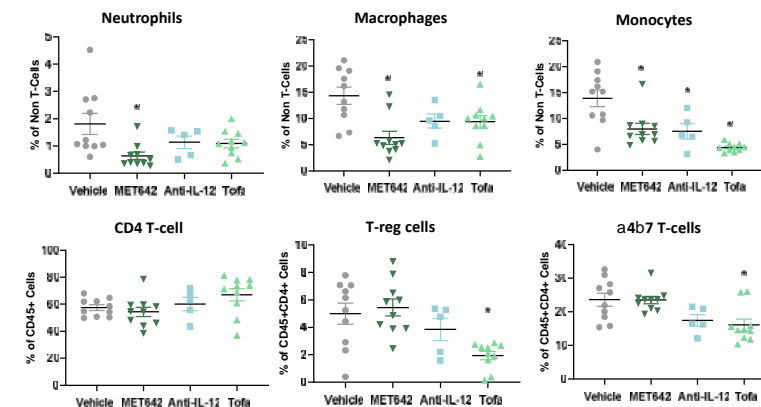 Neutrophils
Macrophages
Monocytes
% of Non T-Cells
5
4
3
2
1
0
*
Vehicle MET642 Anti-IL-12 Tofa
% of Non T-Cells
25
20
15
10
5
0
*
*
Vehicle MET642 Anti-IL-12 Tofa
% of Non T-Cells
25
20
15
10
5
0
*
*
*
Vehicle MET642 Anti-IL-12 Tofa
CD4 T-cell
T-reg cells
a4b7 T-cells
% of CD45+ Cells
100
80
60
40
20
0
Vehicle MET642 Anti-IL-12 Tofa
% of CD45+CD4+ Cells
10
8
6
4
2
0
*
Vehicle MET642 Anti-IL-12 Tofa
% of CD45+CD4+ Cells
40
30
20
10
0
*
Vehicle MET642 Anti-IL-12 Tofa